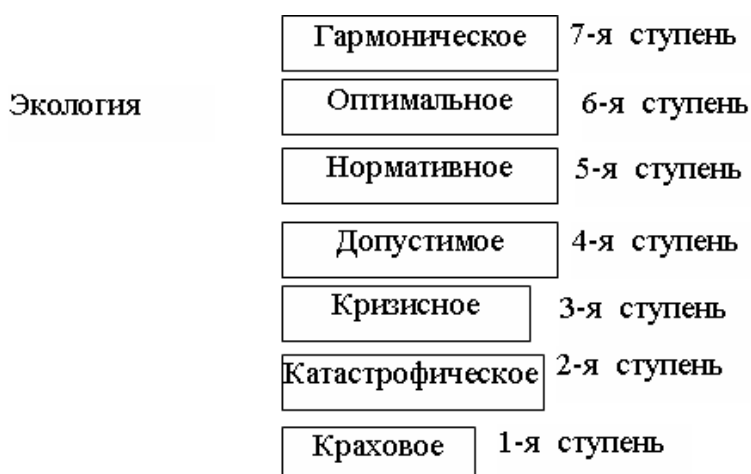 Гармоническое 7-я ступень
Экология Оптимальное 6-я ступень
Нормативное 5-я ступень
Допустимое 4-я ступень
Кризисное 3-я ступень
Катастрофическое 2-я ступень
Краховое 1-я ступень